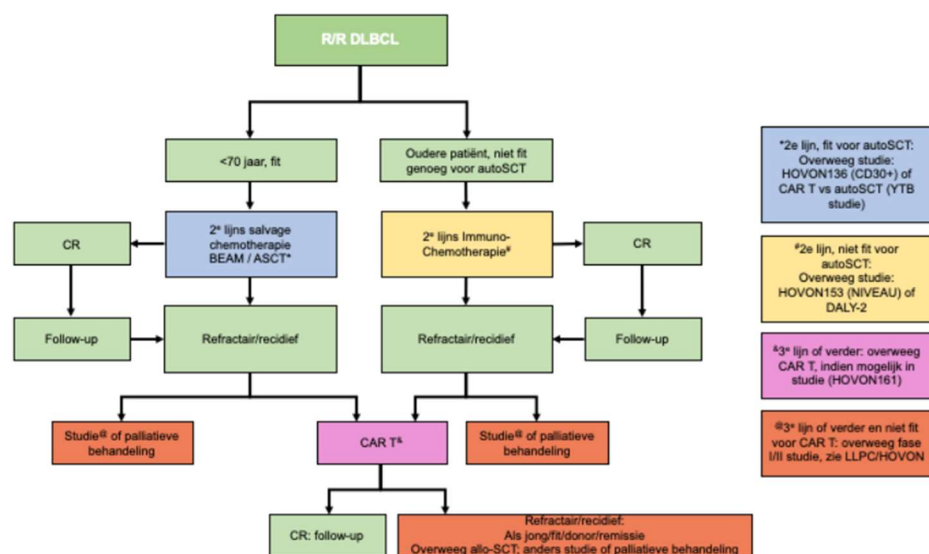 R/R DLBCL
<70 jaar, fit
Oudere patiënt, niet fit
genoeg voor autoSCT
CR
2ᵉ lijns salvage
chemotherapie
BEAM / ASCT*
2ᵉ lijns Immuno-
Chemotherapie#
CR
Follow-up
Refractair/recidief
Refractair/recidief
Follow-up
Studie@ of palliatieve
behandeling
CAR T&
Studie@ of palliatieve
behandeling
CR: follow-up
Refractair/recidief:
Als jong/fit/donor/remissie
Overweeg allo-SCT; anders studie of palliatieve behandeling
*2e lijn, fit voor autoSCT:
Overweeg studie:
HOVON136 (CD30+) of
CAR T vs autoSCT (YTB
studie)
#2e lijn, niet fit voor
autoSCT:
Overweeg studie:
HOVON153 (NIVEAU) of
DALY-2
&3ᵉ lijn of verder: overweeg
CAR T, indien mogelijk in
studie (HOVON161)
@3ᵉ lijn of verder en niet fit
voor CAR T: overweeg fase
I/II studie, zie LLPC/HOVON